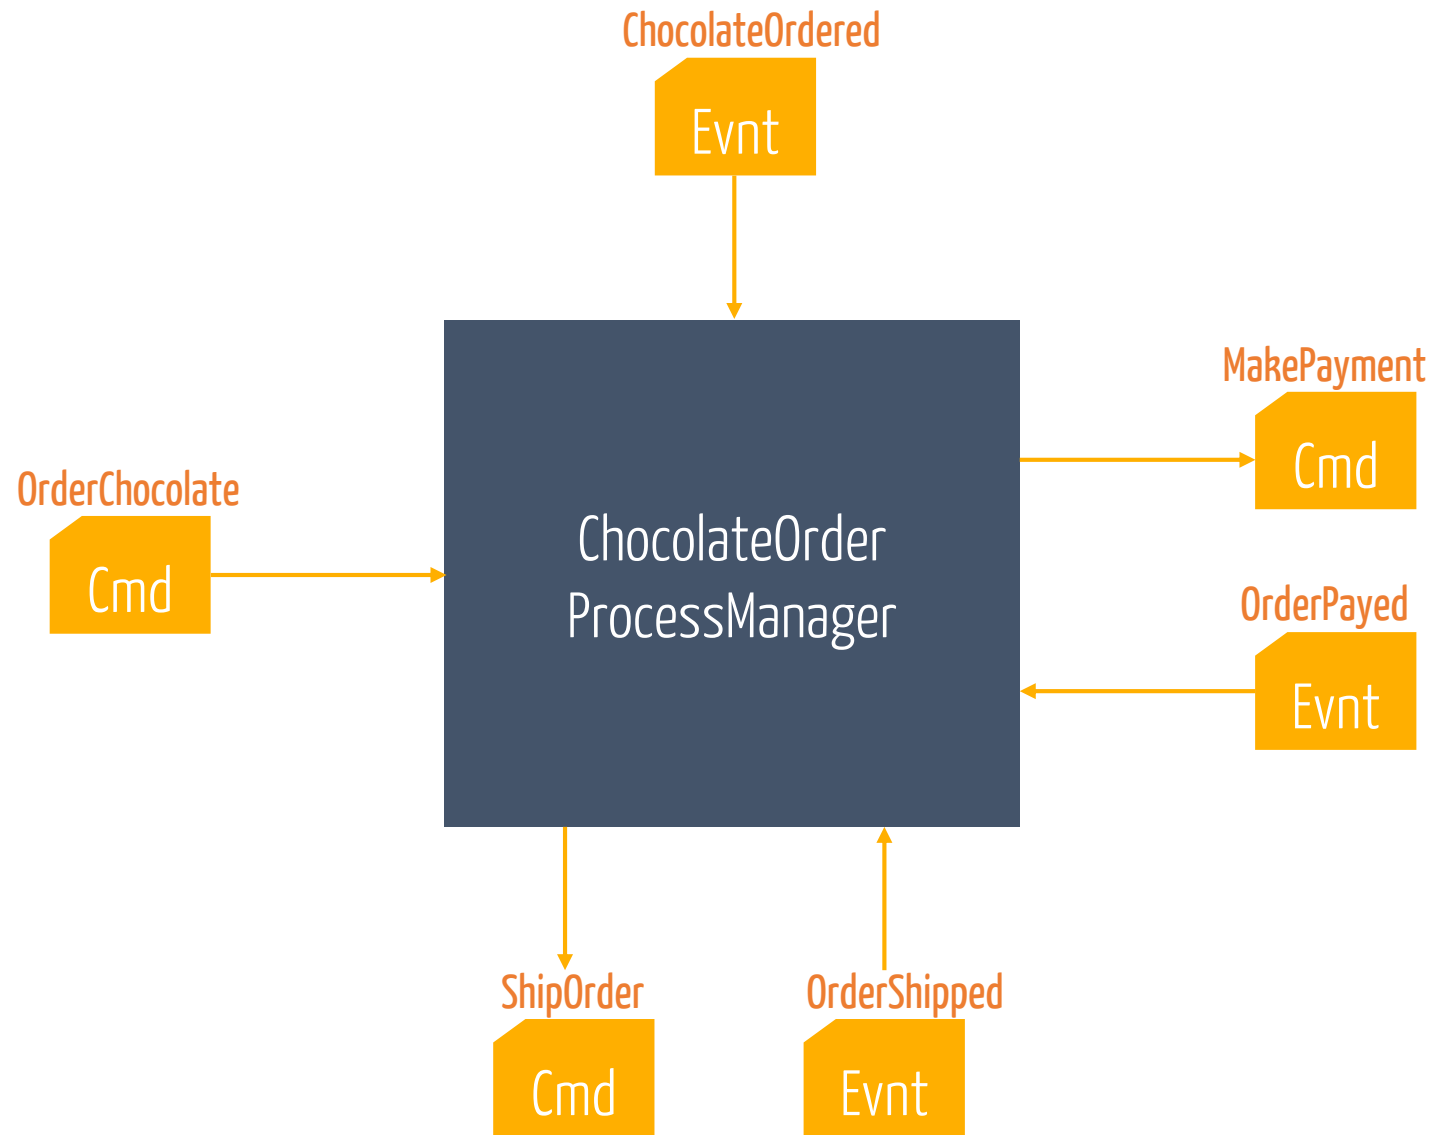 ChocolateOrdered
Evnt
MakePayment
Cmd
OrderChocolate
Cmd
ChocolateOrder
ProcessManager
OrderPayed
Evnt
ShipOrder
Cmd
OrderShipped
Evnt